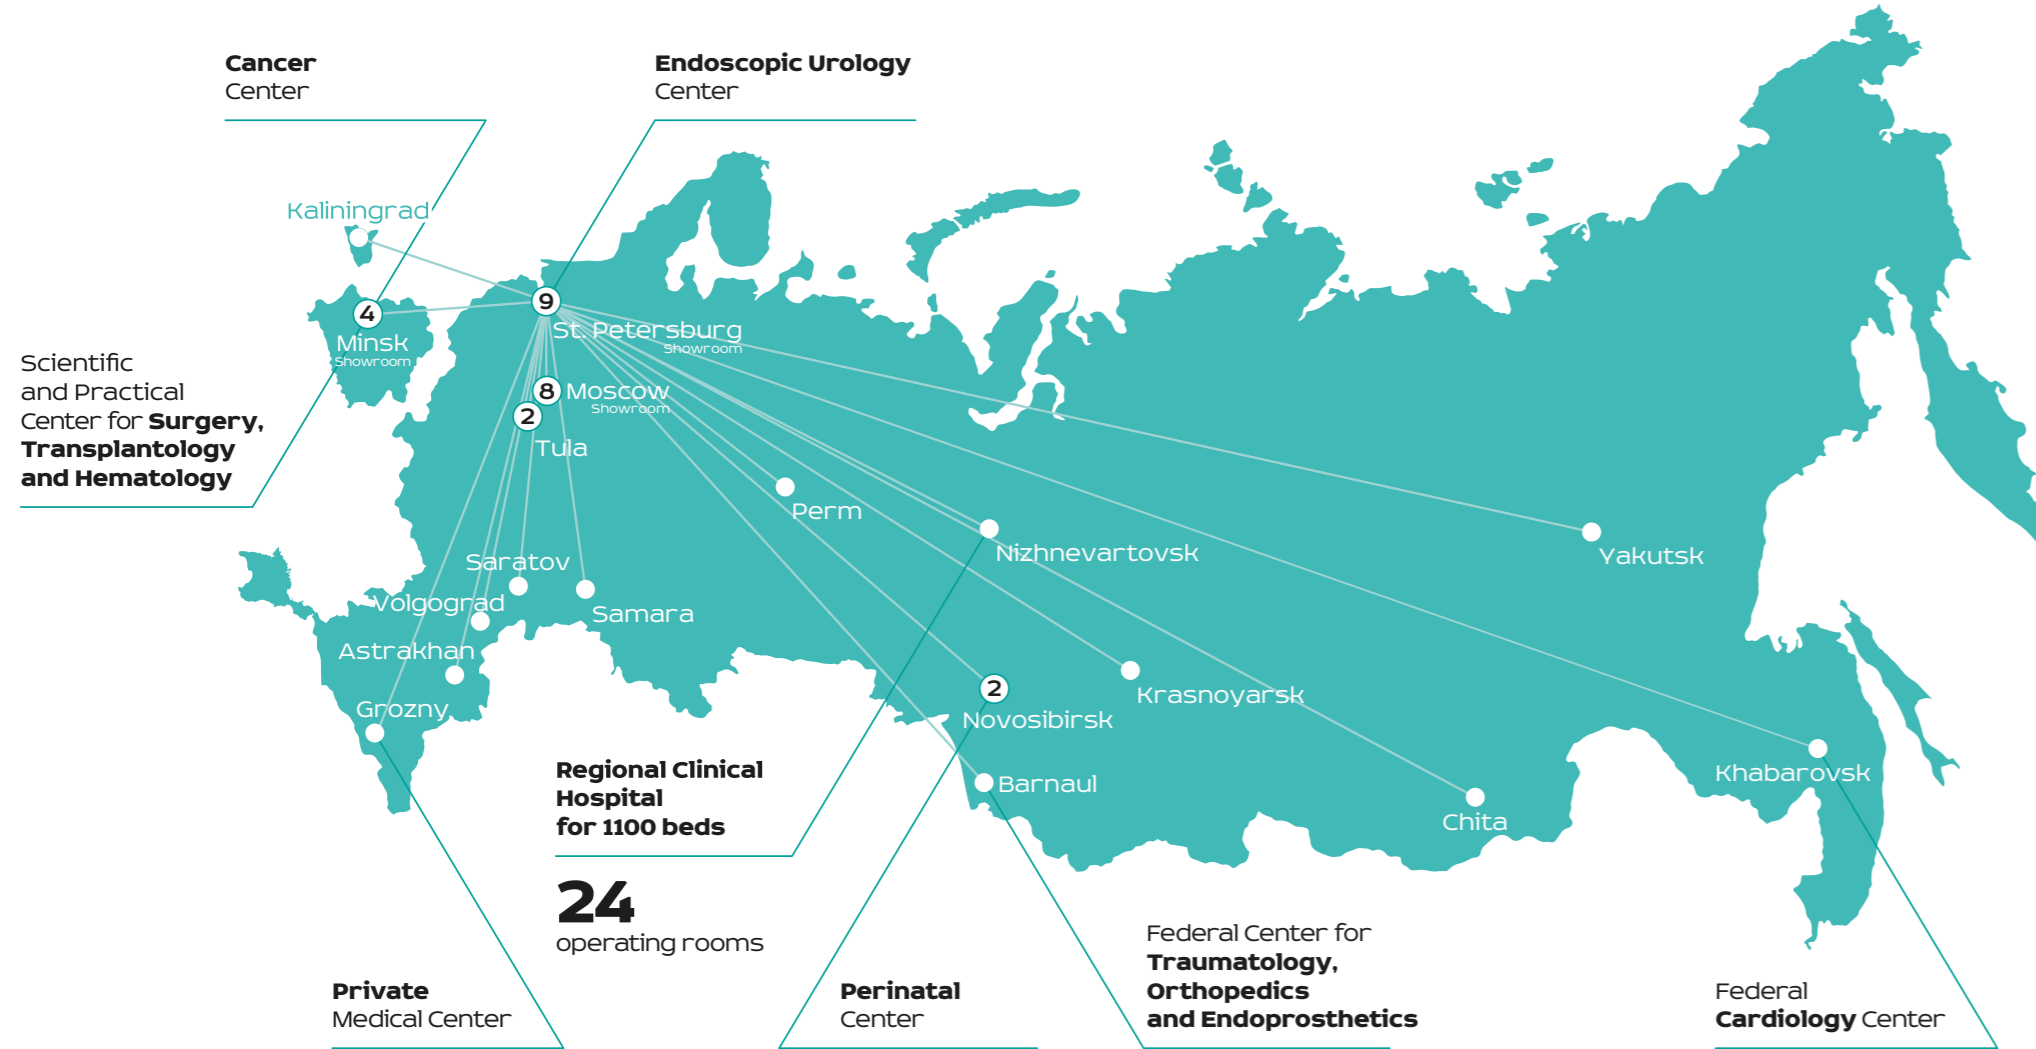 Cancer
Center
Endoscopic Urology
Center
Kaliningrad
9
4
St. Petersburg
Showroom
Minsk
Showroom
Scientific
and Practical
Center for Surgery,
Transplantology
and Hematology
8 Moscow
Showroom
2
Tula
Perm
Nizhnevartovsk
Yakutsk
Saratov
Volgograd
Samara
Astrakhan
Grozny
2
Novosibirsk
Krasnoyarsk
Barnaul
Chita
Khabarovsk
Regional Clinical
Hospital
for 1100 beds
24
operating rooms
Private
Medical Center
Perinatal
Center
Federal Center for
Traumatology,
Orthopedics
and Endoprosthetics
Federal
Cardiology Center